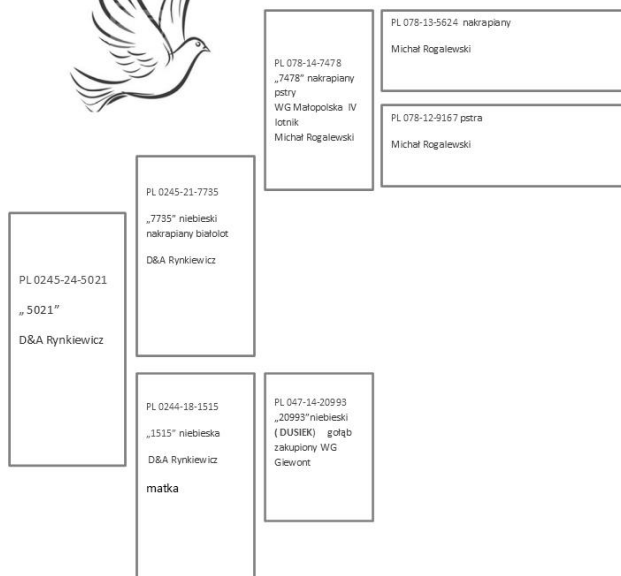 PL 078-13-5624 nakrapiany
Michał Rogalewski
PL 078-14-7478
„7478” nakrapiany
pstry
WG Małopolska IV
lotnik
Michał Rogalewski
PL 078-12-9167 pstra
Michał Rogalewski
PL 0245-21-7735
„7735” niebieski
nakrapiany białolot
D&A Rynkiewicz
PL 0245-24-5021
„ 5021”
D&A Rynkiewicz
PL 0244-18-1515
„1515” niebieska
D&A Rynkiewicz
matka
PL 047-14-20993
„20993”niebieski
( DUSIEK) gołąb
zakupiony WG
Giewont